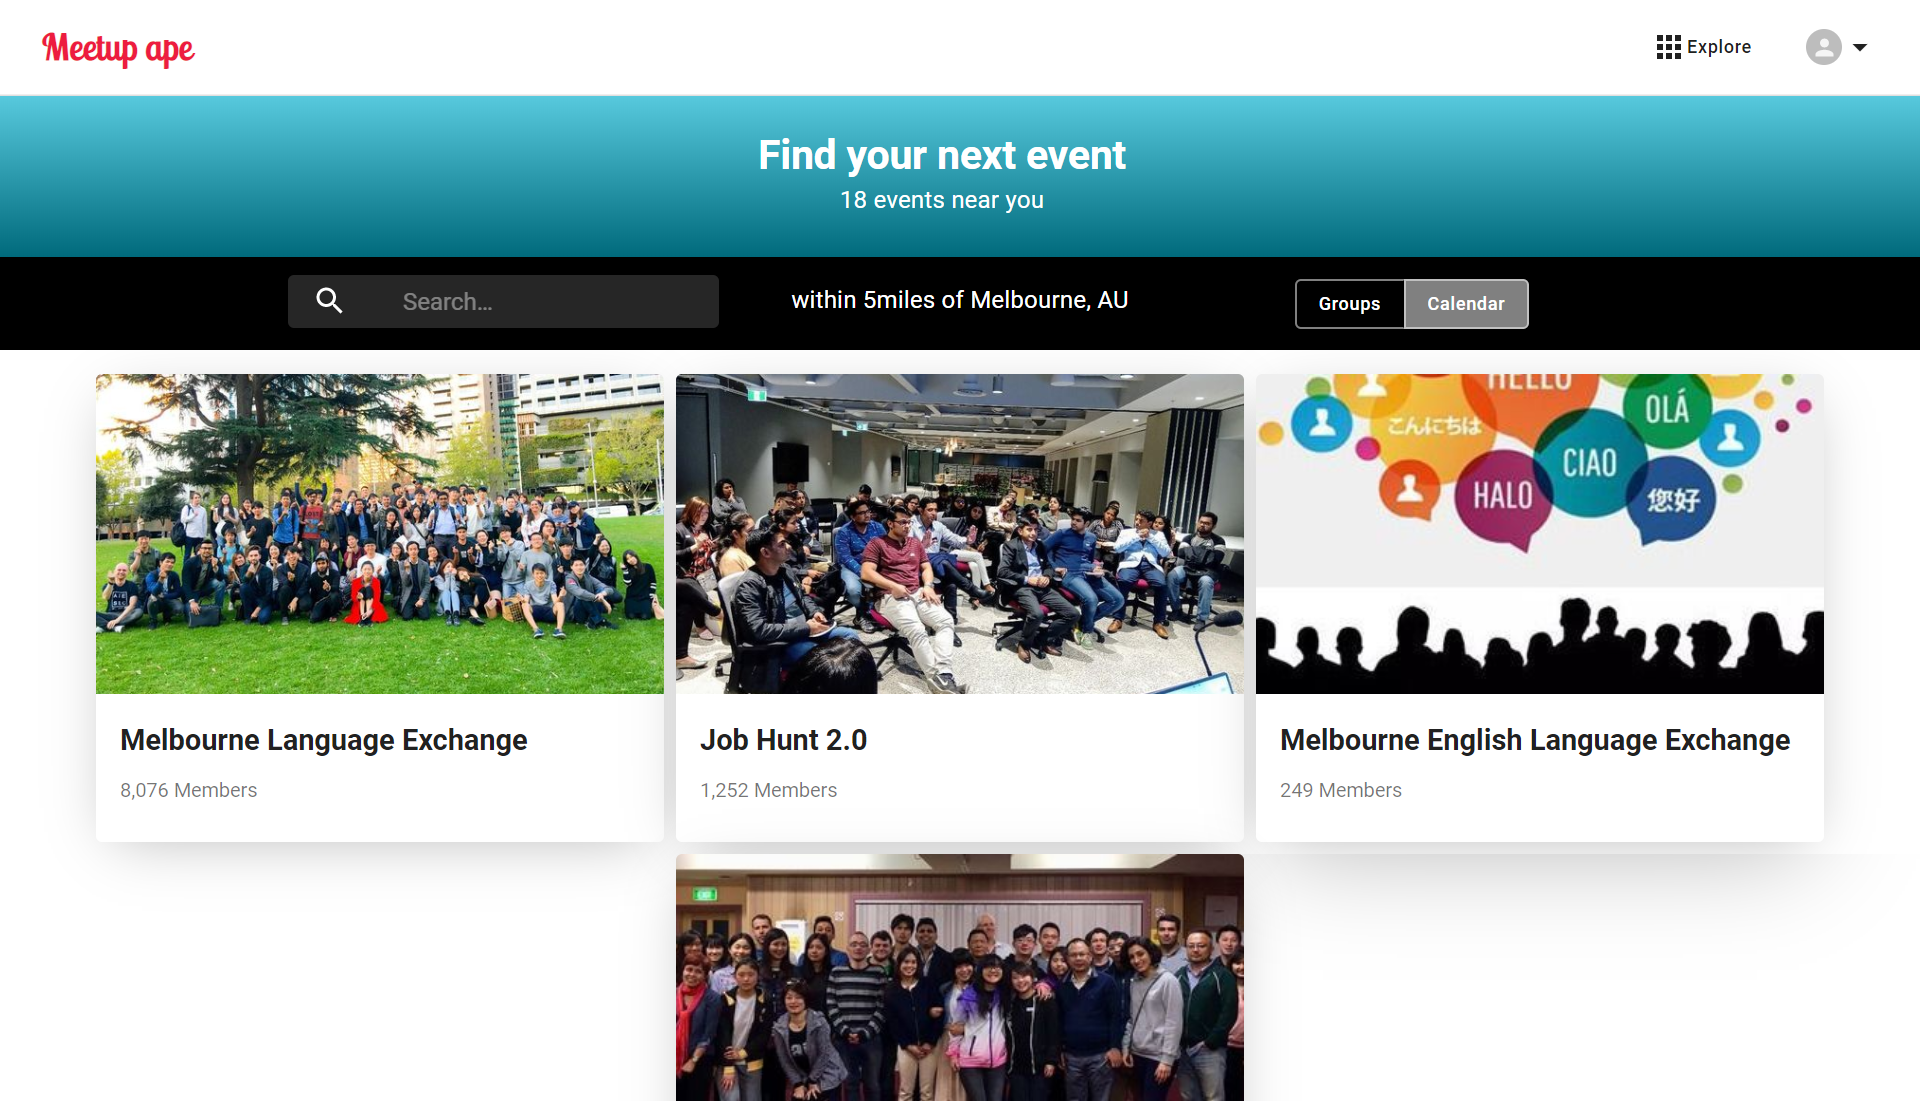 Meetup ape
Explore
Find your next event
18 events near you
Search...
within 5miles of Melbourne, AU
Groups
Calendar
HELLO
こんにちは
OLÁ
CIAO
HALO
您好
Melbourne Language Exchange
8,076 Members
Job Hunt 2.0
1,252 Members
Melbourne English Language Exchange
249 Members
EXIT